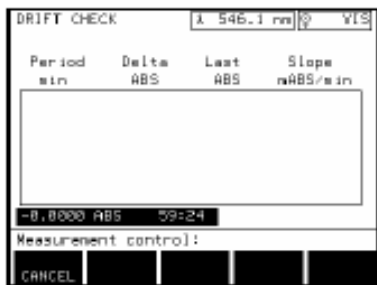 DRIFT CHECK λ 546.1 nm VIS
Period Delta Last Slope
min ABS ABS mABS/min
-0.0000 ABS 59:24
Measurement control:
CANCEL